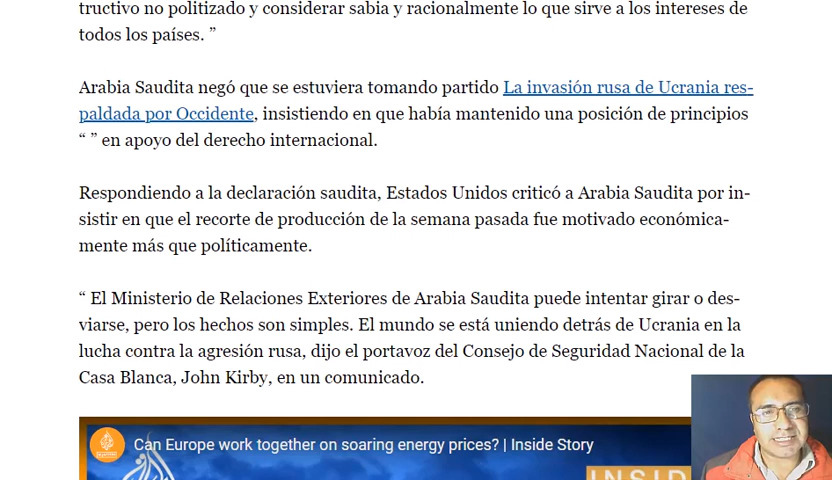 tructivo no politizado y considerar sabia y racionalmente lo que sirve a los intereses de
todos los países. ”
Arabia Saudita negó que se estuviera tomando partido La invasión rusa de Ucrania res-
paldada por Occidente, insistiendo en que había mantenido una posición de principios
“ ” en apoyo del derecho internacional.
Respondiendo a la declaración saudita, Estados Unidos criticó a Arabia Saudita por in-
sistir en que el recorte de producción de la semana pasada fue motivado económica-
mente más que políticamente.
“ El Ministerio de Relaciones Exteriores de Arabia Saudita puede intentar girar o des-
viarse, pero los hechos son simples. El mundo se está uniendo detrás de Ucrania en la
lucha contra la agresión rusa, dijo el portavoz del Consejo de Seguridad Nacional de la
Casa Blanca, John Kirby, en un comunicado.
Can Europe work together on soaring energy prices? | Inside Story
INSID